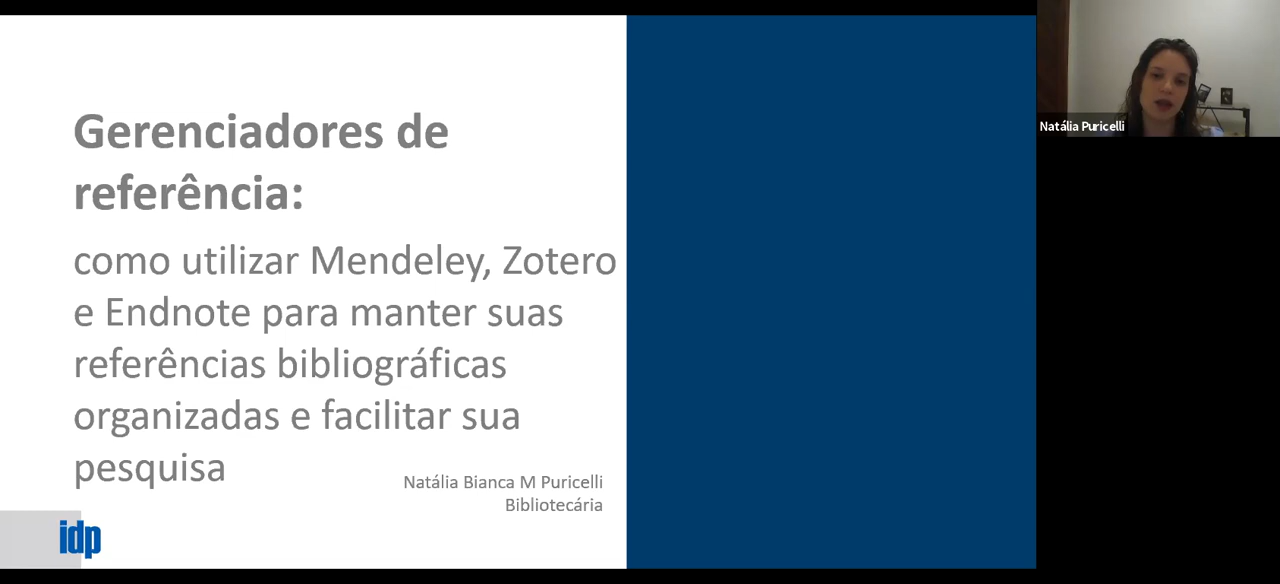 Gerenciadores de
referência:
como utilizar Mendeley, Zotero
e Endnote para manter suas
referências bibliográficas
organizadas e facilitar sua
pesquisa
Natália Bianca M Puricelli
Bibliotecária
idp
Natália Puricelli